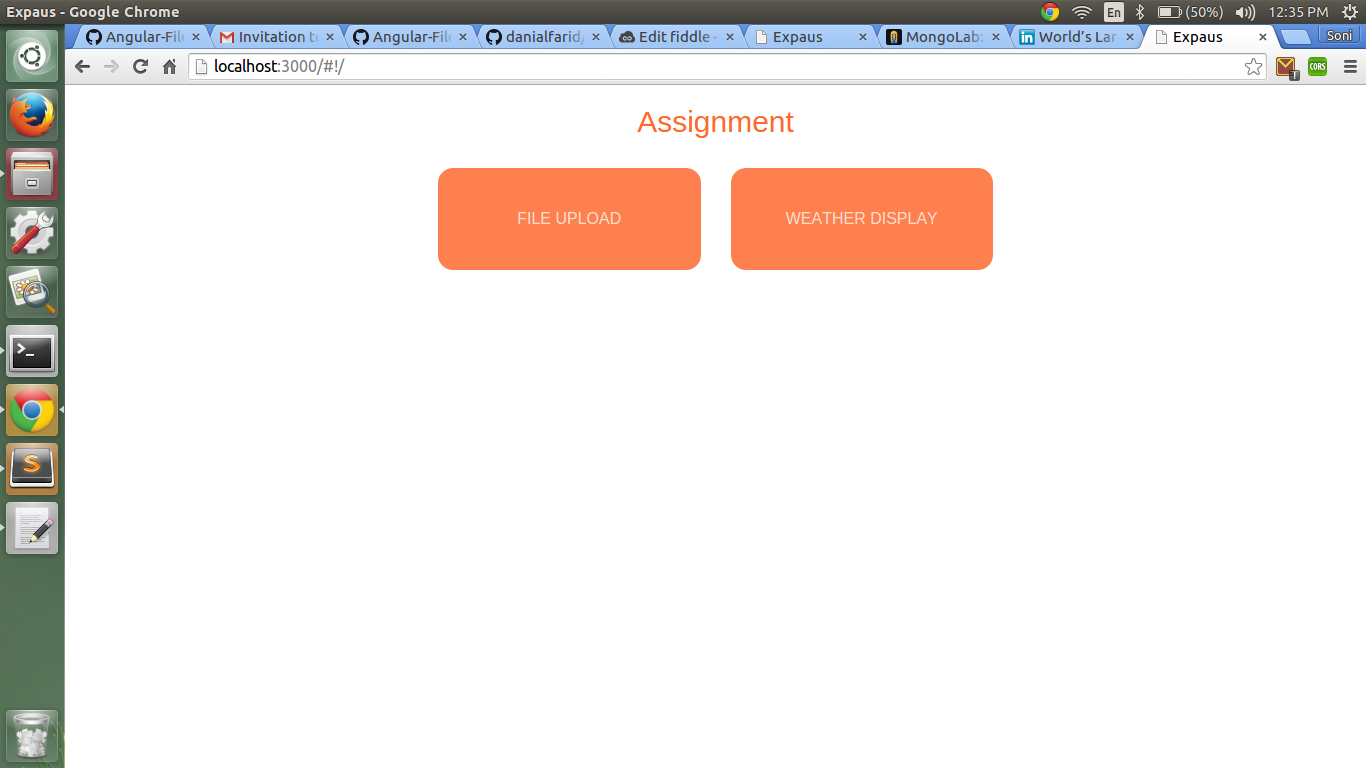 Expaus - Google Chrome
En
(50%)
12:35 PM
Angular-File
Invitation to
Angular-File
danialfarid/
Edit fiddle -
Expaus
MongoLab:
World's Lar
Expaus
Soni
localhost:3000/#!/
CORS
Assignment
FILE UPLOAD
WEATHER DISPLAY